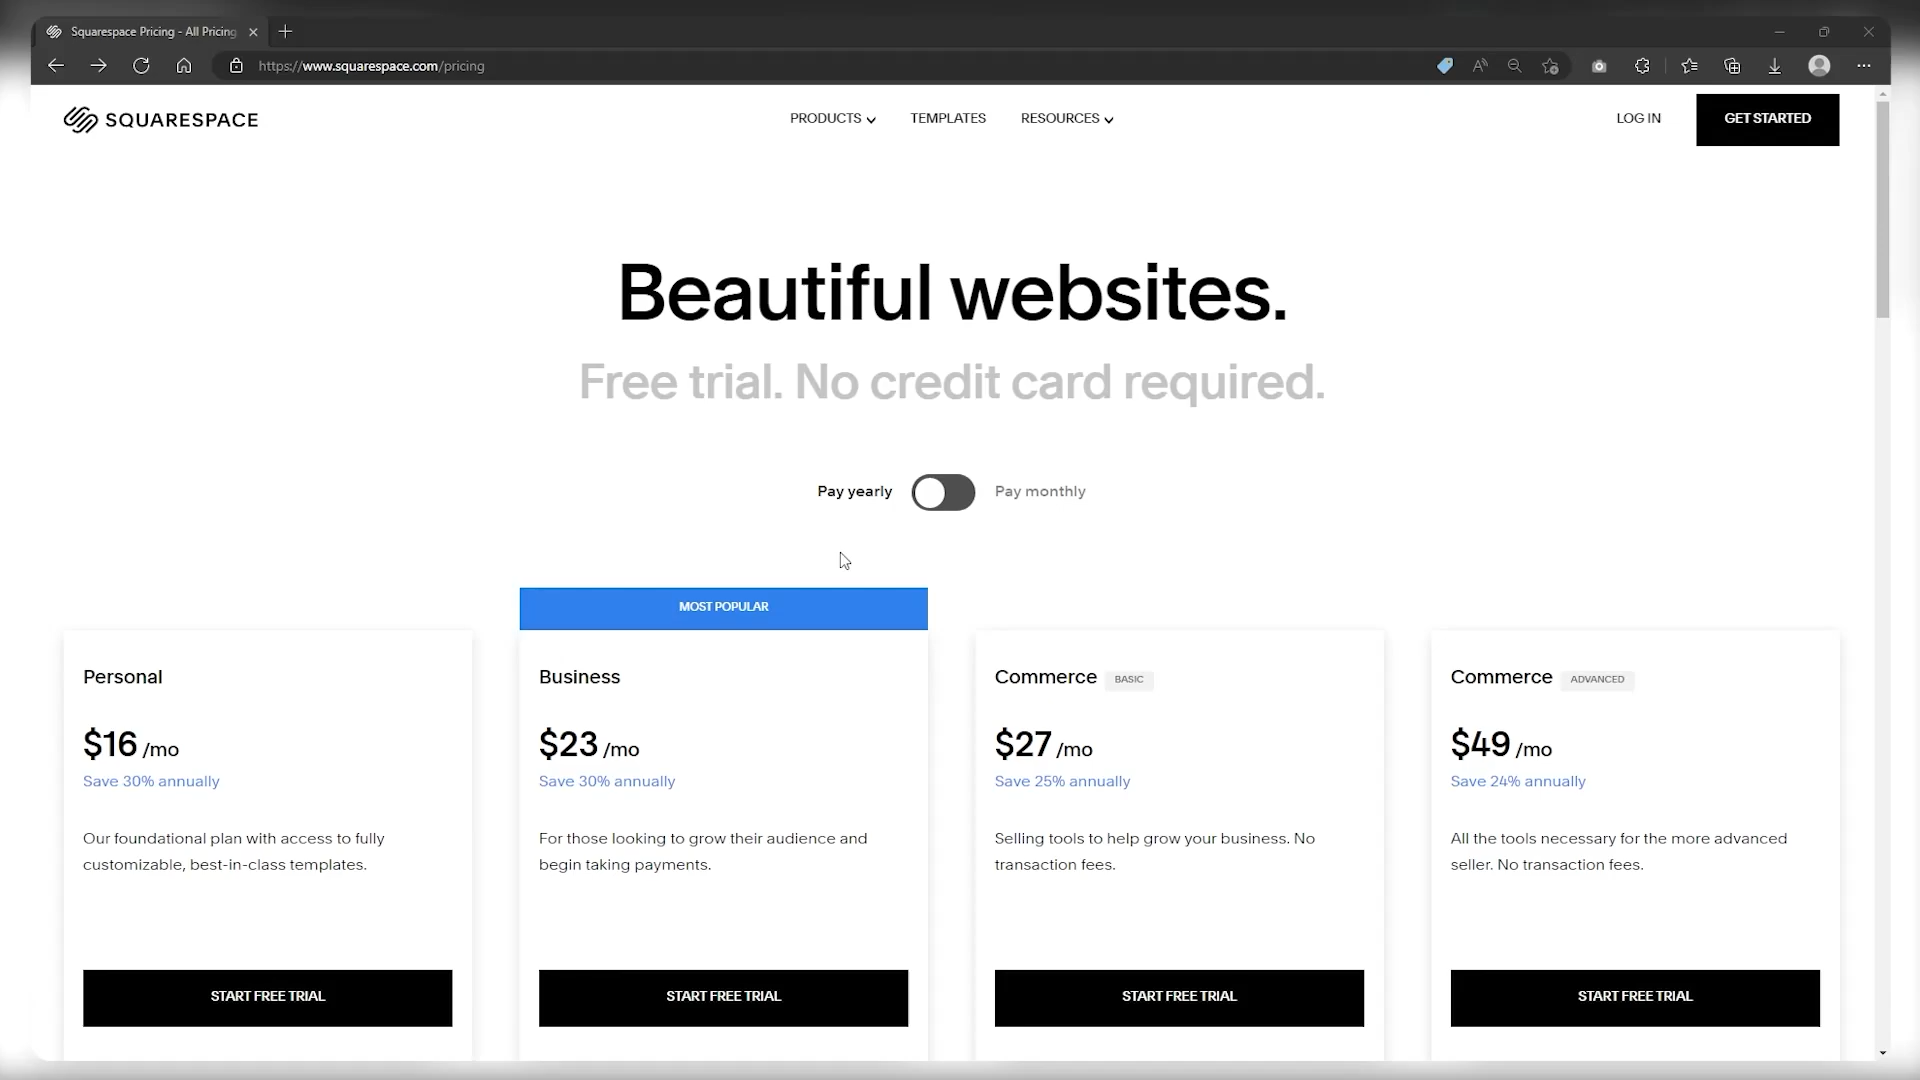 Squarespace Pricing - All Pricing
https://www.squarespace.com/pricing
SQUARESPACE
PRODUCTS
TEMPLATES
RESOURCES
LOG IN
GET STARTED
Beautiful websites.
Free trial. No credit card required.
Pay yearly
Pay monthly
MOST POPULAR
Personal
$16 /mo
Save 30% annually
Our foundational plan with access to fully
customizable, best-in-class templates.
START FREE TRIAL
Business
$23 /mo
Save 30% annually
For those looking to grow their audience and
begin taking payments.
START FREE TRIAL
Commerce BASIC
$27 /mo
Save 25% annually
Selling tools to help grow your business. No
transaction fees.
START FREE TRIAL
Commerce ADVANCED
$49 /mo
Save 24% annually
All the tools necessary for the more advanced
seller. No transaction fees.
START FREE TRIAL